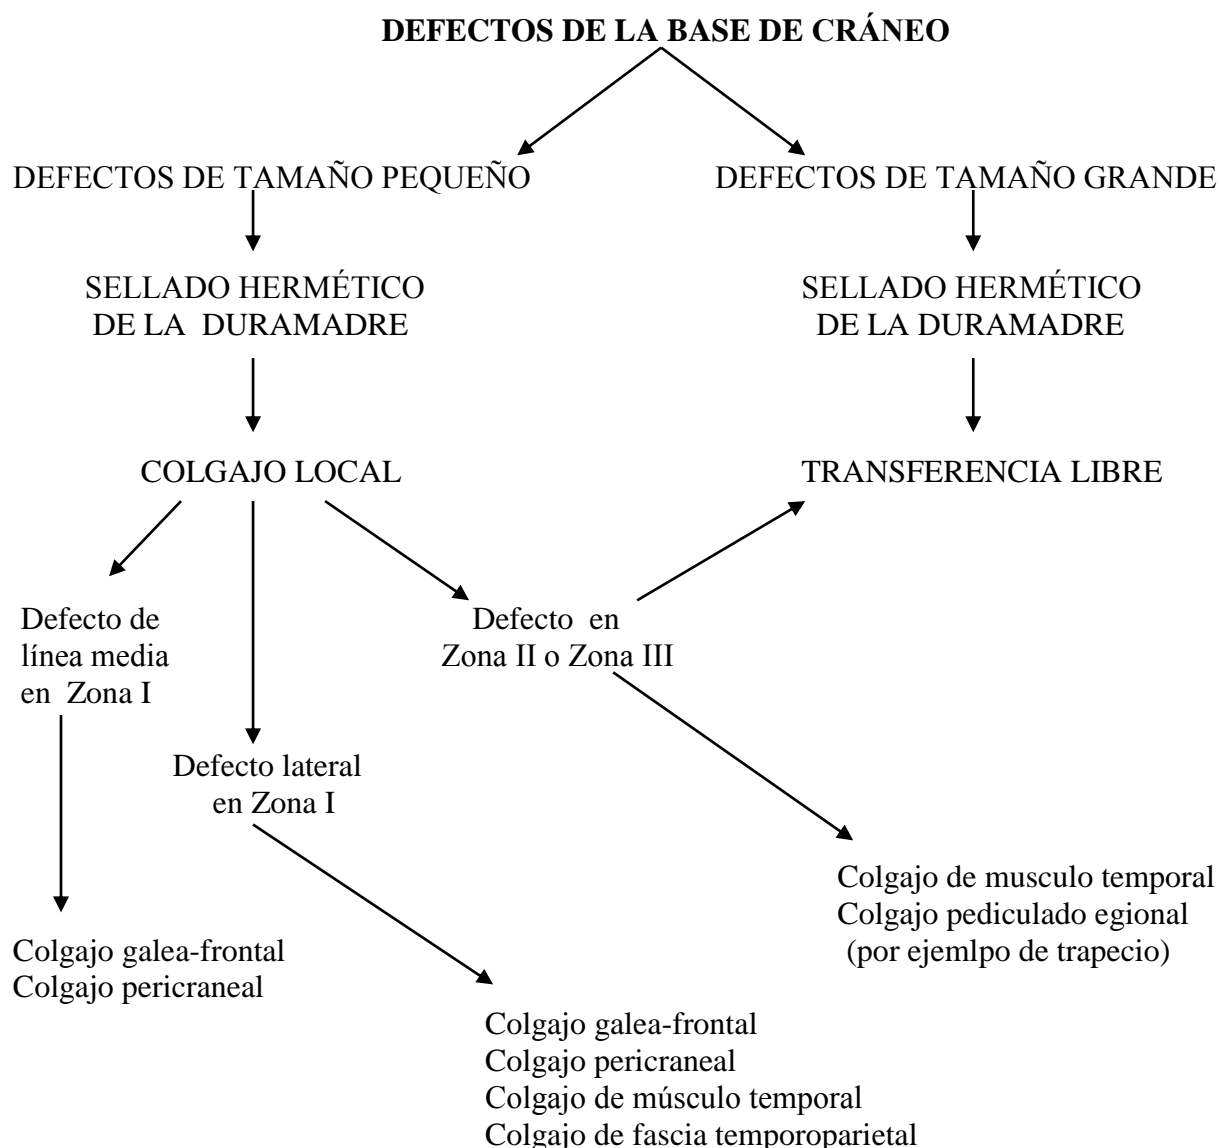 DEFECTOS DE LA BASE DE CRÁNEO
DEFECTOS DE TAMAÑO PEQUEÑO
DEFECTOS DE TAMAÑO GRANDE
SELLADO HERMÉTICO
DE LA DURAMADRE
SELLADO HERMÉTICO
DE LA DURAMADRE
COLGAJO LOCAL
TRANSFERENCIA LIBRE
Defecto de
línea media
en Zona I
Defecto en
Zona II o Zona III
Defecto lateral
en Zona I
Colgajo de musculo temporal
Colgajo pediculado egional
(por ejemlpo de trapecio)
Colgajo galea-frontal
Colgajo pericraneal
Colgajo galea-frontal
Colgajo pericraneal
Colgajo de músculo temporal
Colgajo de fascia temporoparietal